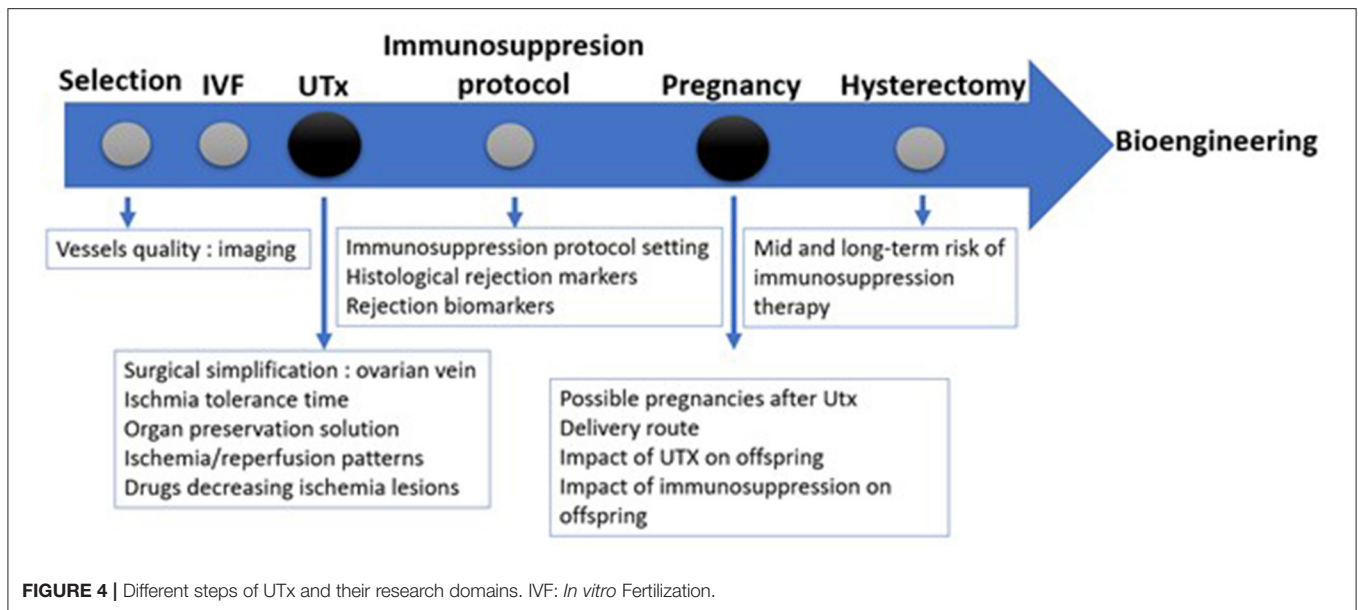 Immunosuppresion
Selection IVF UTx protocol Pregnancy Hysterectomy
Bioengineering
Vessels quality : imaging
Immunosuppression protocol setting
Histological rejection markers
Rejection biomarkers
Mid and long-term risk of
immunosuppression
therapy
Surgical simplification : ovarian vein
Ischmia tolerance time
Organ preservation solution
Ischemia/reperfusion patterns
Drugs decreasing ischemia lesions
Possible pregnancies after Utx
Delivery route
Impact of UTX on offspring
Impact of immunosuppression on
offspring
FIGURE 4 | Different steps of UTx and their research domains. IVF: In vitro Fertilization.